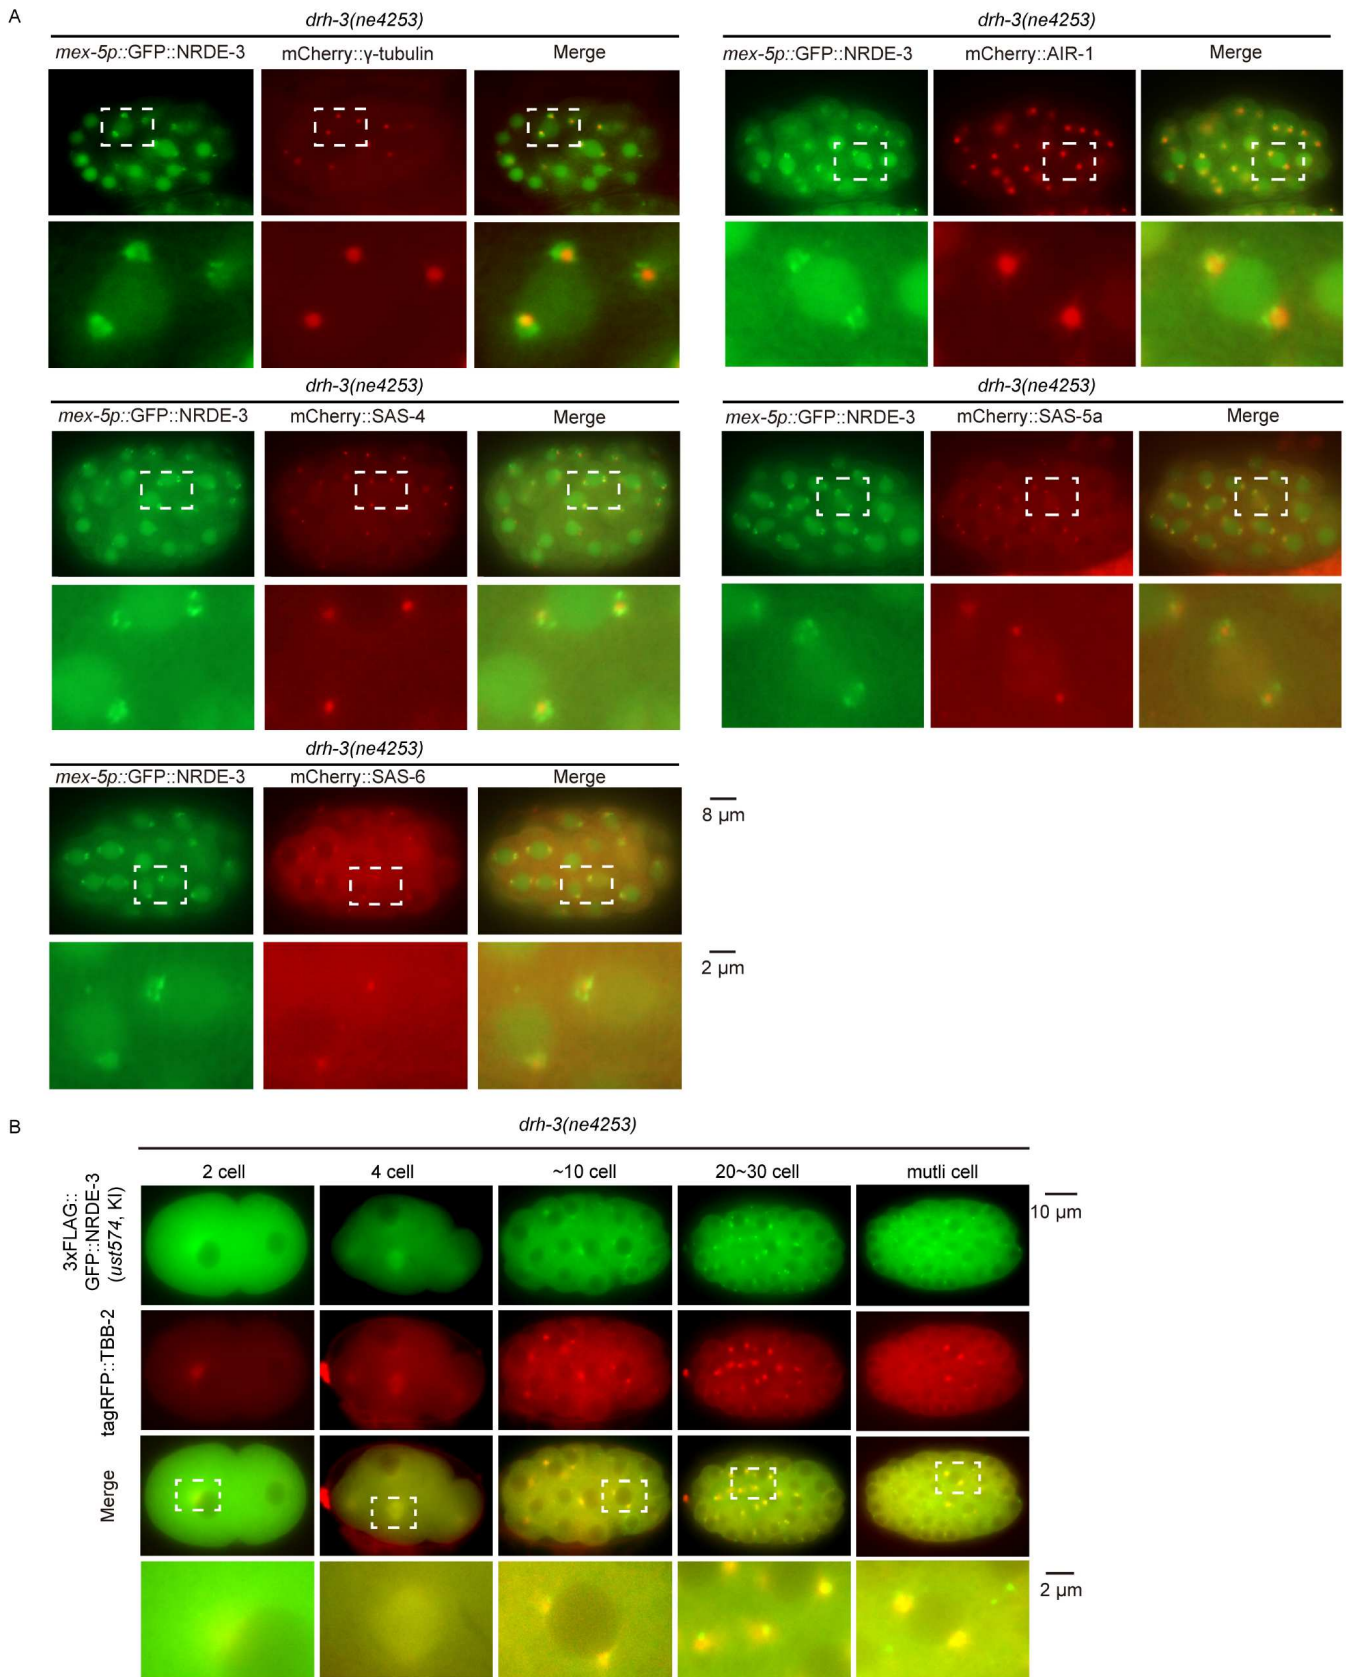 A
drh-3(ne4253)
mex-5p::GFP::NRDE-3 mCherry::γ-tubulin Merge
drh-3(ne4253)
mex-5p::GFP::NRDE-3 mCherry::AIR-1 Merge
drh-3(ne4253)
mex-5p::GFP::NRDE-3 mCherry::SAS-4 Merge
drh-3(ne4253)
mex-5p::GFP::NRDE-3 mCherry::SAS-5a Merge
drh-3(ne4253)
mex-5p::GFP::NRDE-3 mCherry::SAS-6 Merge
8 μm
2 μm
B
drh-3(ne4253)
2 cell 4 cell ~10 cell 20~30 cell mutli cell
3xFLAG::
GFP::NRDE-3
(ust574, KI)
10 μm
tagRFP::TBB-2
Merge
2 μm